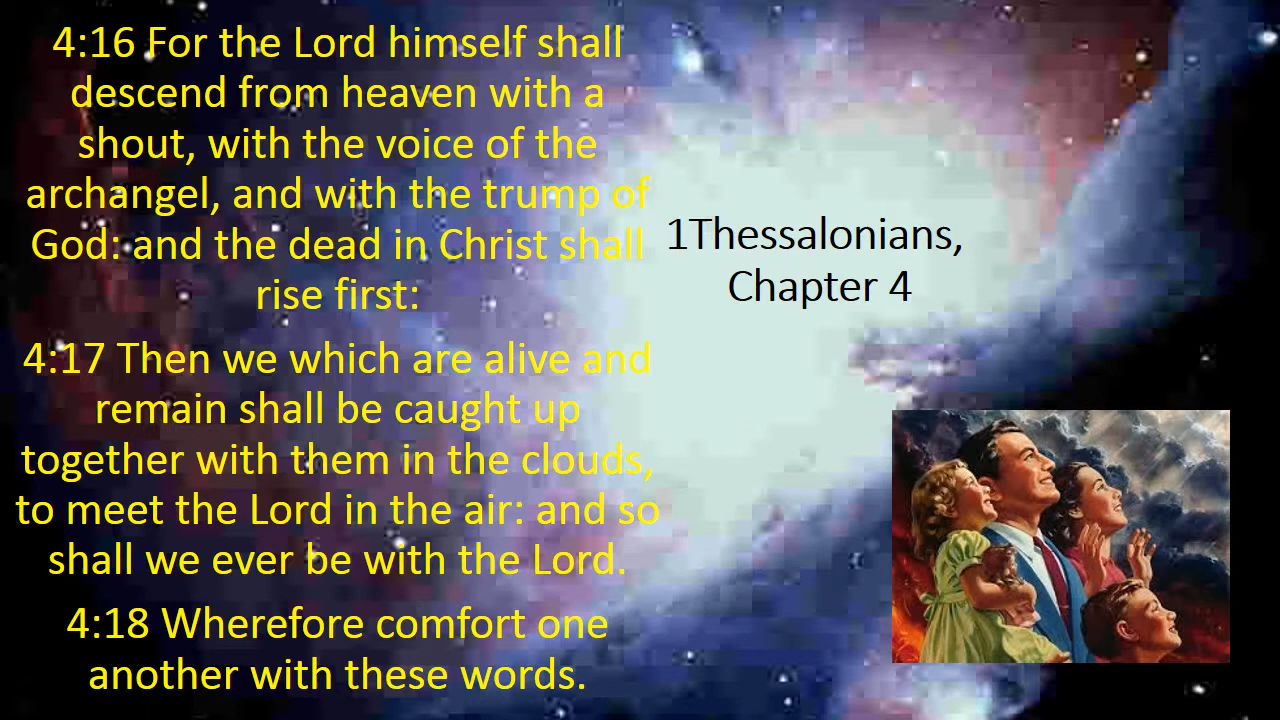 4:16 For the Lord himself shall
descend from heaven with a
shout, with the voice of the
archangel, and with the trump of
God: and the dead in Christ shall
rise first:
4:17 Then we which are alive and
remain shall be caught up
together with them in the clouds,
to meet the Lord in the air: and so
shall we ever be with the Lord.
4:18 Wherefore comfort one
another with these words.
1Thessalonians,
Chapter 4